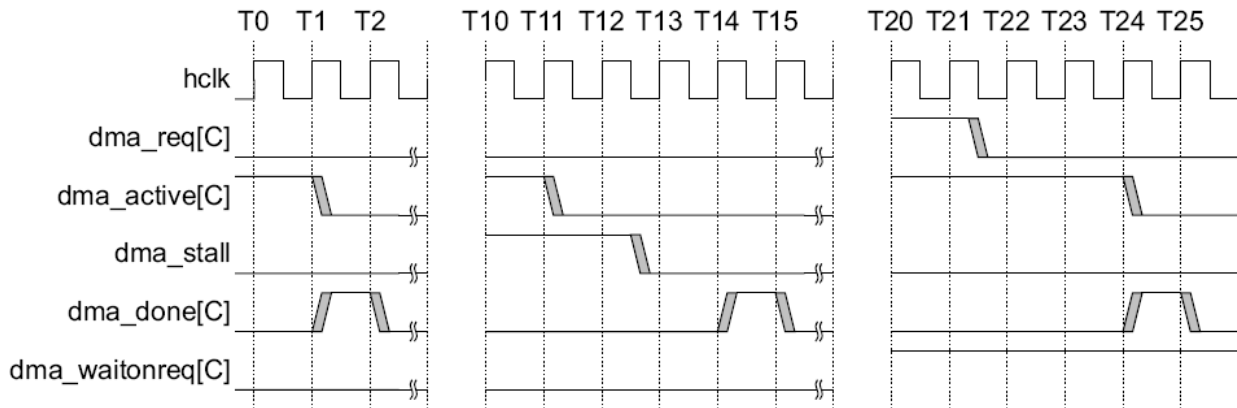 T0 T1 T2 T10 T11 T12 T13 T14 T15 T20 T21 T22 T23 T24 T25
hclk
dma_req[C]
dma_active[C]
dma_stall
dma_done[C]
dma_waitonreq[C]